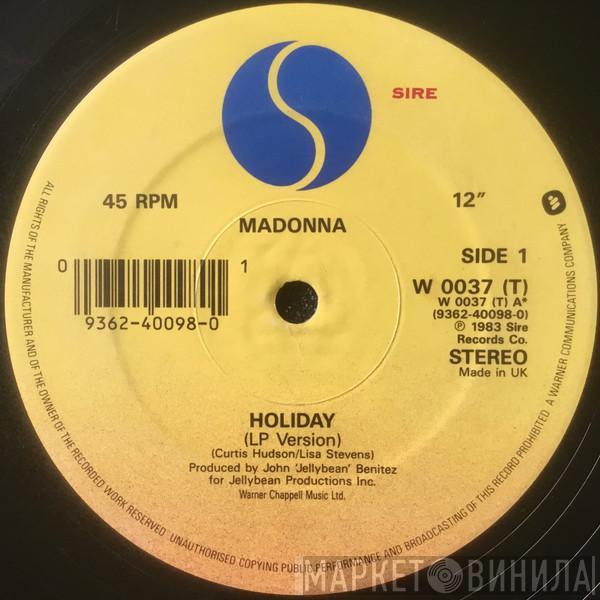 SIRE
45 RPM
12"
MADONNA
SIDE 1
0 1
9362-40098-0
W 0037 (T)
W 0037 (T) A*
(9362-40098-0)
℗ 1983 Sire
Records Co.
STEREO
Made in UK
HOLIDAY
(LP Version)
(Curtis Hudson/Lisa Stevens)
Produced by John 'Jellybean' Benitez
for Jellybean Productions Inc.
Warner Chappell Music Ltd.
ALL RIGHTS OF THE MANUFACTURER AND OF THE OWNER OF THE RECORDED WORK RESERVED UNAUTHORISED COPYING PUBLIC PERFORMANCE AND BROADCASTING OF THIS RECORD PROHIBITED A WARNER COMMUNICATIONS COMPANY
МАРКЕТ ВИНИЛА